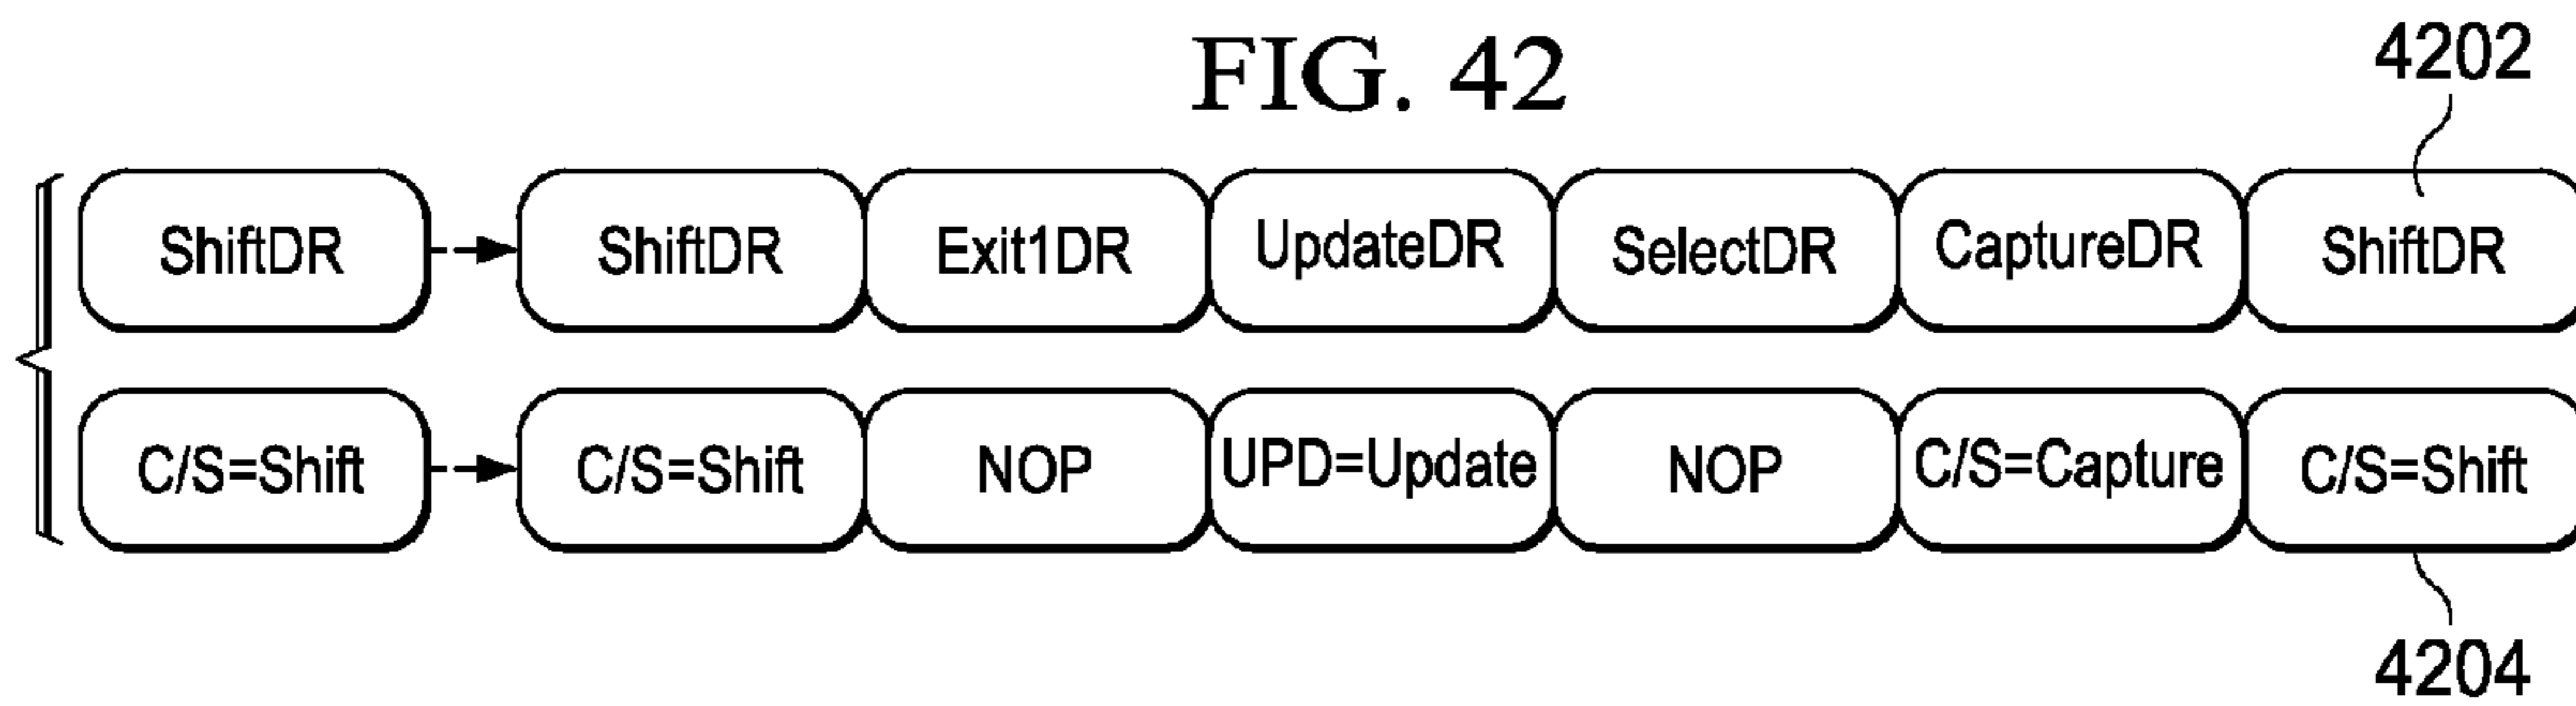 FIG. 42
4202
ShiftDR ShiftDR Exit1DR UpdateDR SelectDR CaptureDR ShiftDR
C/S=Shift C/S=Shift NOP UPD=Update NOP C/S=Capture C/S=Shift
4204